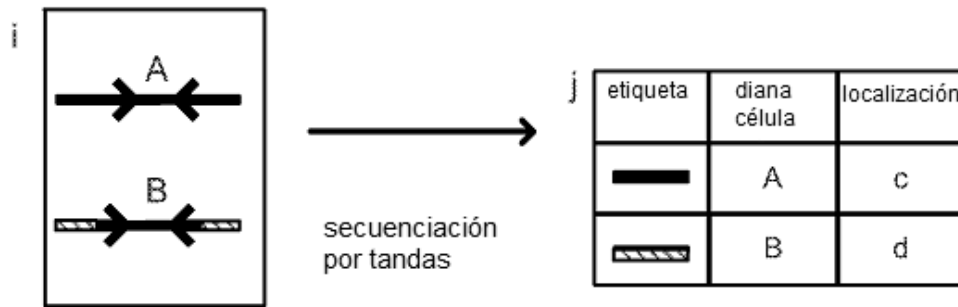 i
A
B
secuenciación
por tandas
j
etiqueta
diana
célula
localización
A
c
B
d